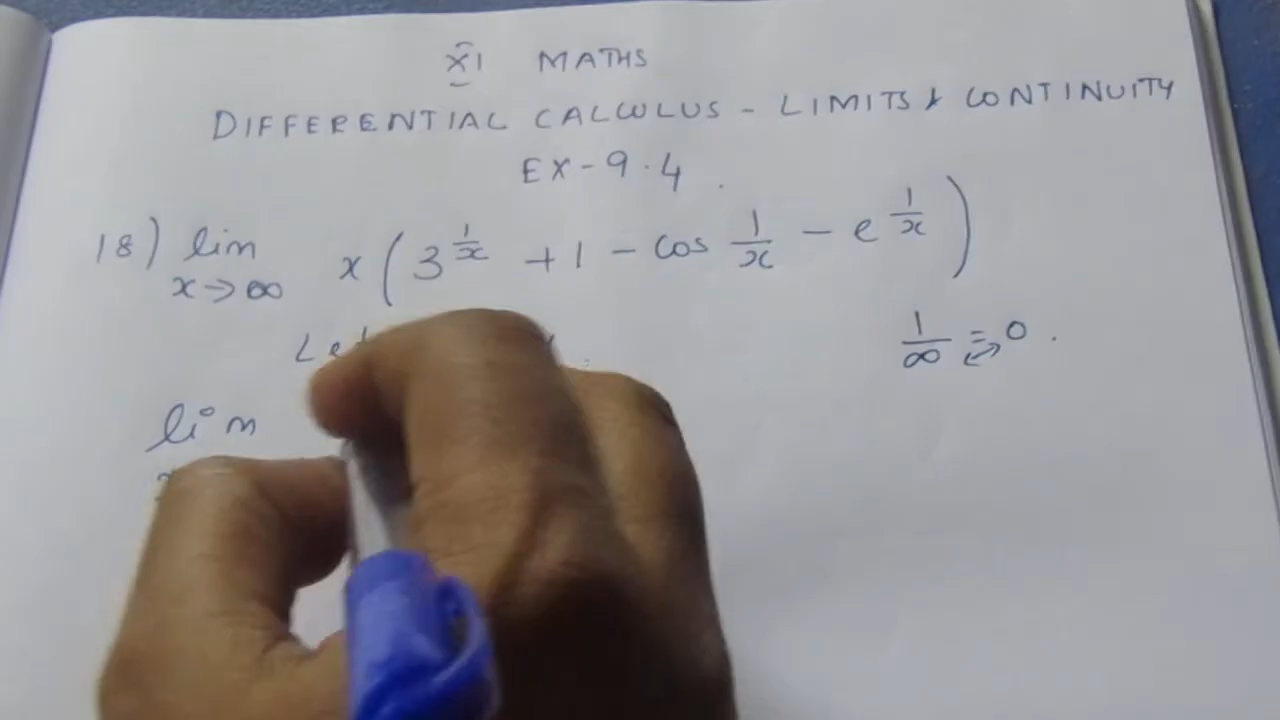 XI MATHS
DIFFERENTIAL CALCULUS - LIMITS & CONTINUITY
EX-9.4.
18) lim x→∞ x(3^(1/x) + 1 - cos 1/x - e^(1/x))
Let
1/∞ = 0.
lim